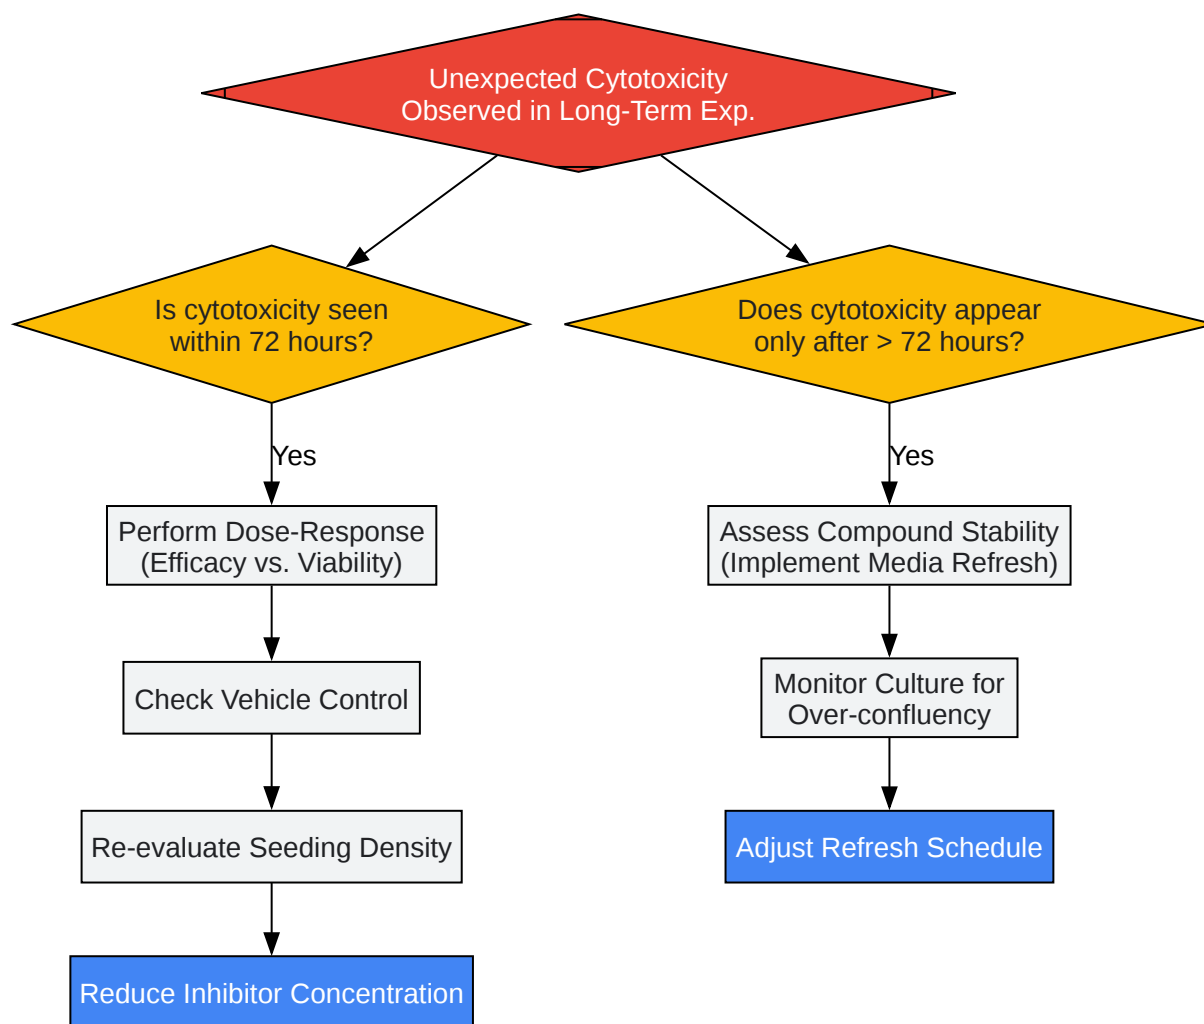 Unexpected Cytotoxicity
Observed in Long-Term Exp.
Is cytotoxicity seen
within 72 hours?
Does cytotoxicity appear
only after > 72 hours?
Yes
Yes
Perform Dose-Response
(Efficacy vs. Viability)
Assess Compound Stability
(Implement Media Refresh)
Check Vehicle Control
Monitor Culture for
Over-confluency
Re-evaluate Seeding Density
Adjust Refresh Schedule
Reduce Inhibitor Concentration